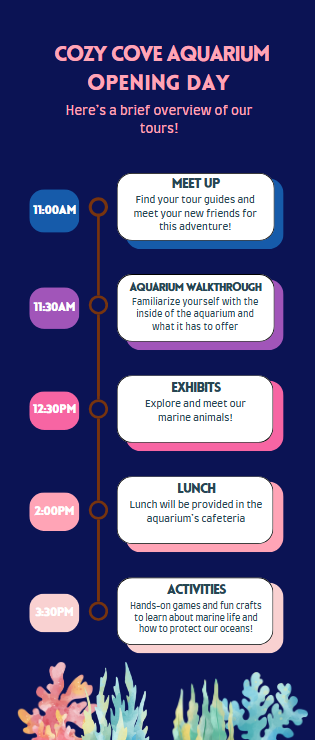 COZY COVE AQUARIUM
OPENING DAY
Here's a brief overview of our
tours!
11:00AM
MEET UP
Find your tour guides and
meet your new friends for
this adventure!
11:30AM
AQUARIUM WALKTHROUGH
Familiarize yourself with the
inside of the aquarium and
what it has to offer
12:30PM
EXHIBITS
Explore and meet our
marine animals!
2:00PM
LUNCH
Lunch will be provided in the
aquarium's cafeteria
3:30PM
ACTIVITIES
Hands-on games and fun crafts
to learn about marine life and
how to protect our oceans!